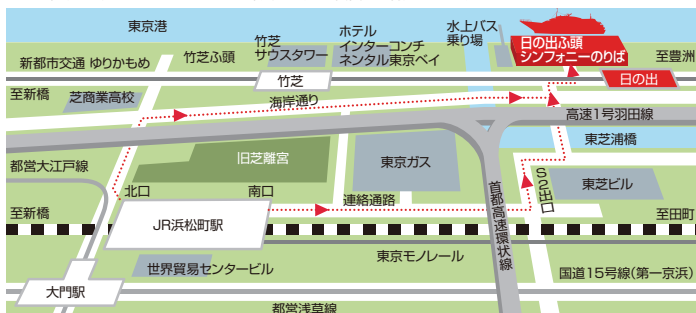 東京港
竹芝ふ頭
竹芝
サウスタワー
ホテル
インターコンチ
ネンタル東京ベイ
水上バス
乗り場
日の出ふ頭
シンフォニーのりば
至豊洲
新都市交通 ゆりかもめ
竹芝
日の出
至新橋
芝商業高校
海岸通り
高速1号羽田線
東芝浦橋
都営大江戸線
旧芝離宮
東京ガス
北口
南口
連絡通路
首都高速環状線
S2出口
東芝ビル
至新橋
JR浜松町駅
至田町
世界貿易センタービル
東京モノレール
国道15号線(第一京浜)
大門駅
都営浅草線